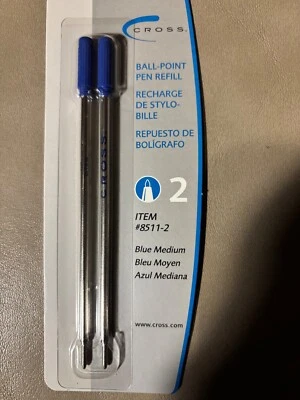 CROSS.
BALL-POINT
PEN REFILL
RECHARGE
DE STYLO-
BILLE
REPUESTO DE
BOLÍGRAFO
2
ITEM
#8511-2
Blue Medium
Bleu Moyen
Azul Mediana
www.cross.com
CROSS